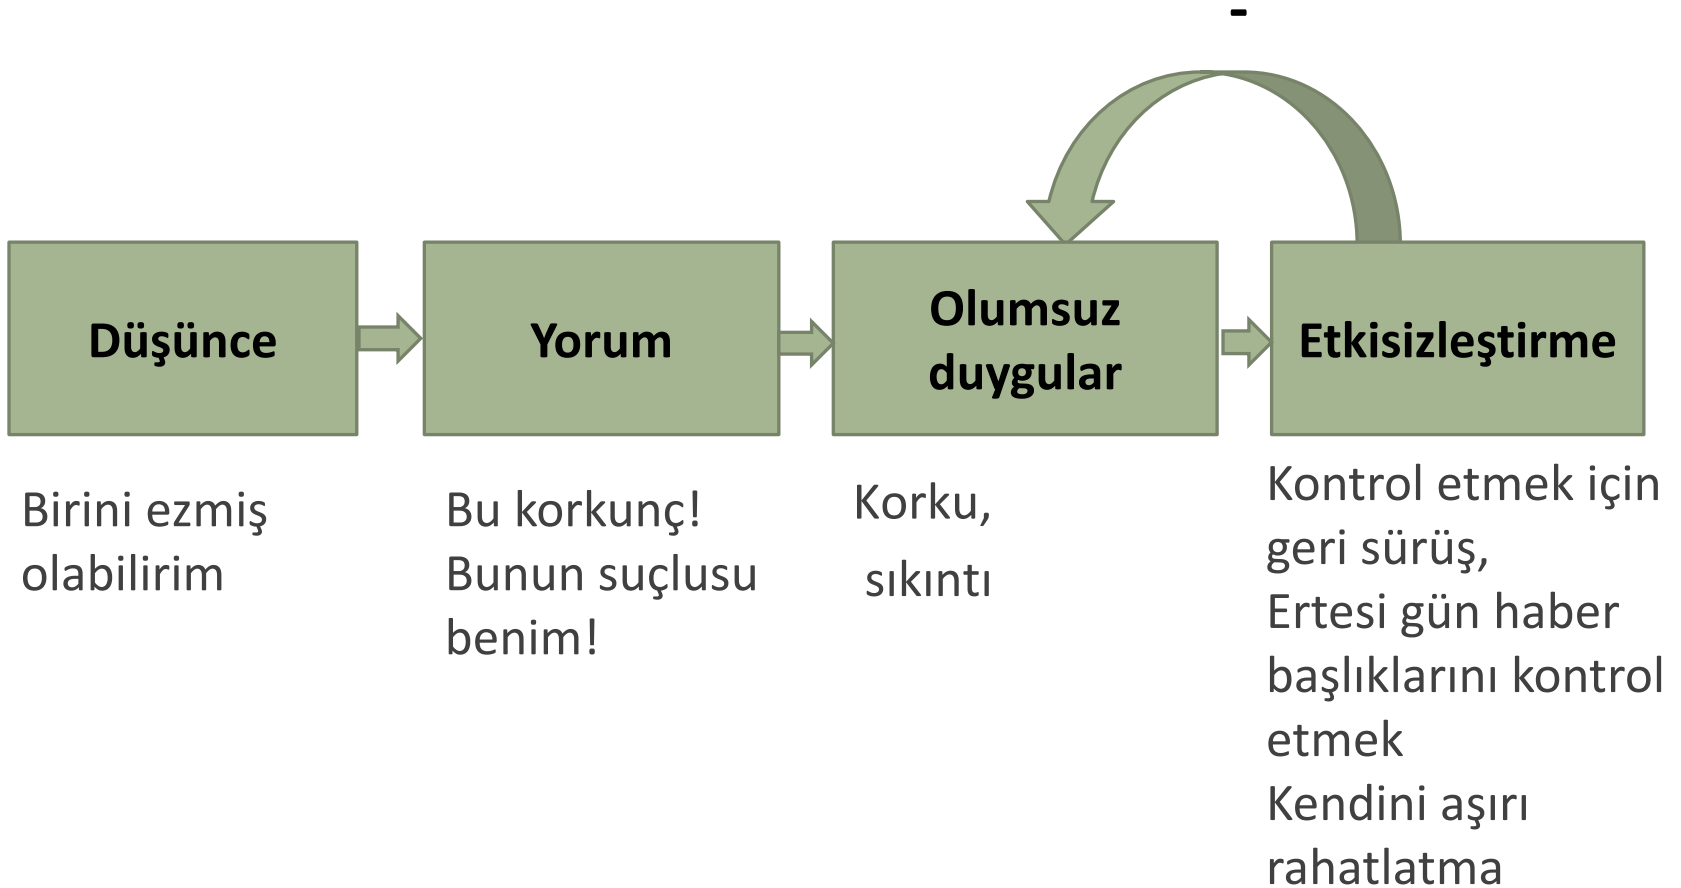 -
Düşünce
Yorum
Olumsuz
duygular
Etkisizleştirme
Birini ezmiş
olabilirim
Bu korkunç!
Bunun suçlusu
benim!
Korku,
sıkıntı
Kontrol etmek için
geri sürüş,
Ertesi gün haber
başlıklarını kontrol
etmek
Kendini aşırı
rahatlatma